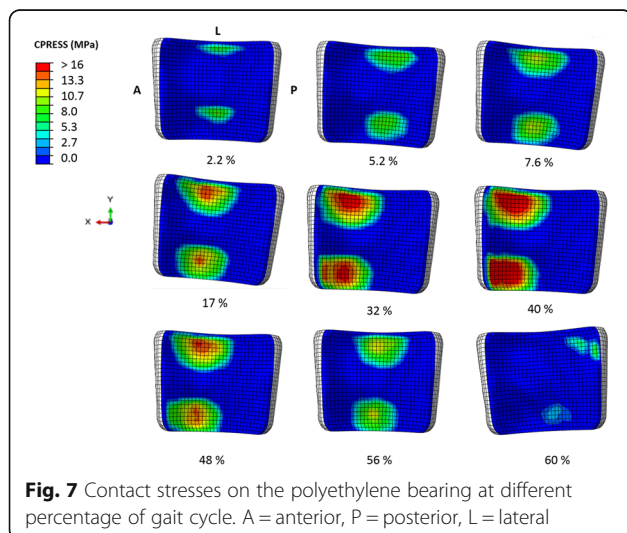 L
CPRESS (MPa)
> 16
13.3
10.7
8.0
5.3
2.7
0.0
A
P
2.2 %
5.2 %
7.6 %
Y
X
17 %
32 %
40 %
48 %
56 %
60 %
Fig. 7 Contact stresses on the polyethylene bearing at different
percentage of gait cycle. A = anterior, P = posterior, L = lateral